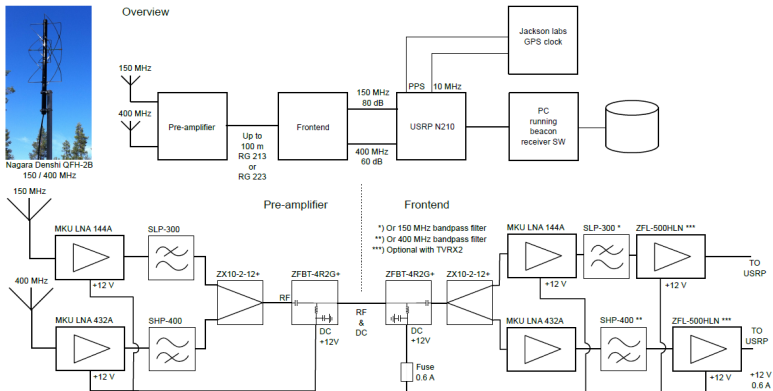 Overview
Jackson labs
GPS clock
150 MHz
150 MHz
80 dB
PPS
10 MHz
400 MHz
Pre-amplifier
Frontend
USRP N210
PC
running
beacon
receiver SW
Up to
100 m
RG 213
or
RG 223
400 MHz
60 dB
Nagara Denshi QFH-2B
150 / 400 MHz
150 MHz
Pre-amplifier
Frontend
*) Or 150 MHz bandpass filter
**) Or 400 MHz bandpass filter
***) Optional with TVRX2
MKU LNA 144A
SLP-300
MKU LNA 144A
SLP-300 *
ZFL-500HLN ***
TO
USRP
+12 V
ZX10-2-12+
ZFBT-4R2G+
ZFBT-4R2G+
ZX10-2-12+
+12 V
+12 V
400 MHz
RF
MKU LNA 432A
SHP-400
DC
+12V
RF
&
DC
DC
+12V
MKU LNA 432A
SHP-400 **
ZFL-500HLN ***
TO
USRP
+12 V
Fuse
0.6 A
+12 V
+12 V
+12 V
0.6 A